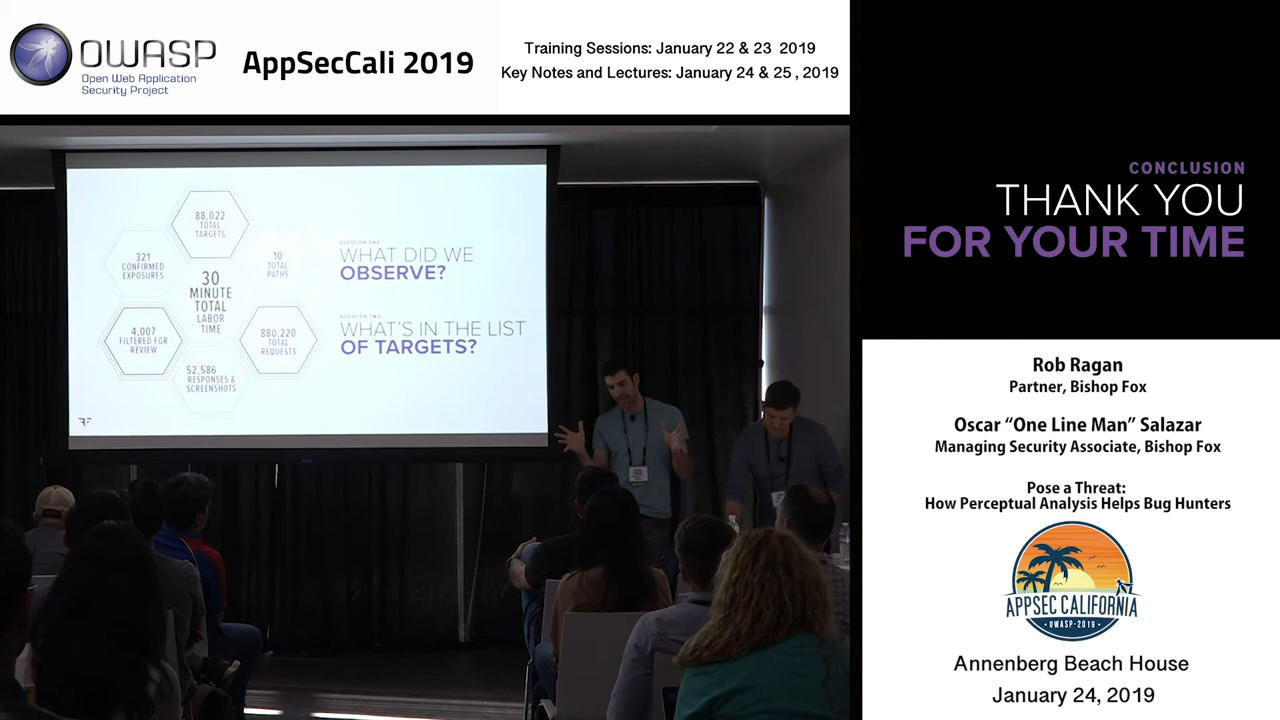 OWASP
Open Web Application
Security Project
AppSecCali 2019
Training Sessions: January 22 & 23 2019
Key Notes and Lectures: January 24 & 25 , 2019
88,022
TOTAL
TARGETS
321
CONFIRMED
EXPOSURES
10
TOTAL
PATHS
30
MINUTE
TOTAL
LABOR
TIME
4,007
FILTERED FOR
REVIEW
880,220
TOTAL
REQUESTS
52,586
RESPONSES &
SCREENSHOTS
QUESTION ONE
WHAT DID WE
OBSERVE?
QUESTION TWO
WHAT'S IN THE LIST
OF TARGETS?
CONCLUSION
THANK YOU
FOR YOUR TIME
Rob Ragan
Partner, Bishop Fox
Oscar “One Line Man” Salazar
Managing Security Associate, Bishop Fox
Pose a Threat:
How Perceptual Analysis Helps Bug Hunters
APPSEC CALIFORNIA
• OWASP-2019 •
Annenberg Beach House
January 24, 2019